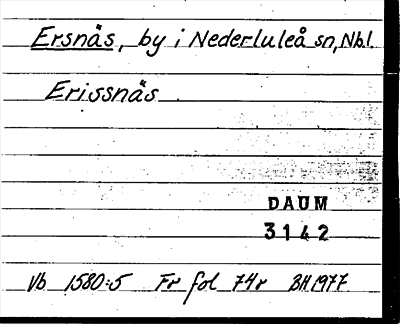 Ersnäs, by i Nederluleå sn, Nbl.
Erissnäs
DAUM
3142
Vb 1580:5 Fr fol 74r BH 1977